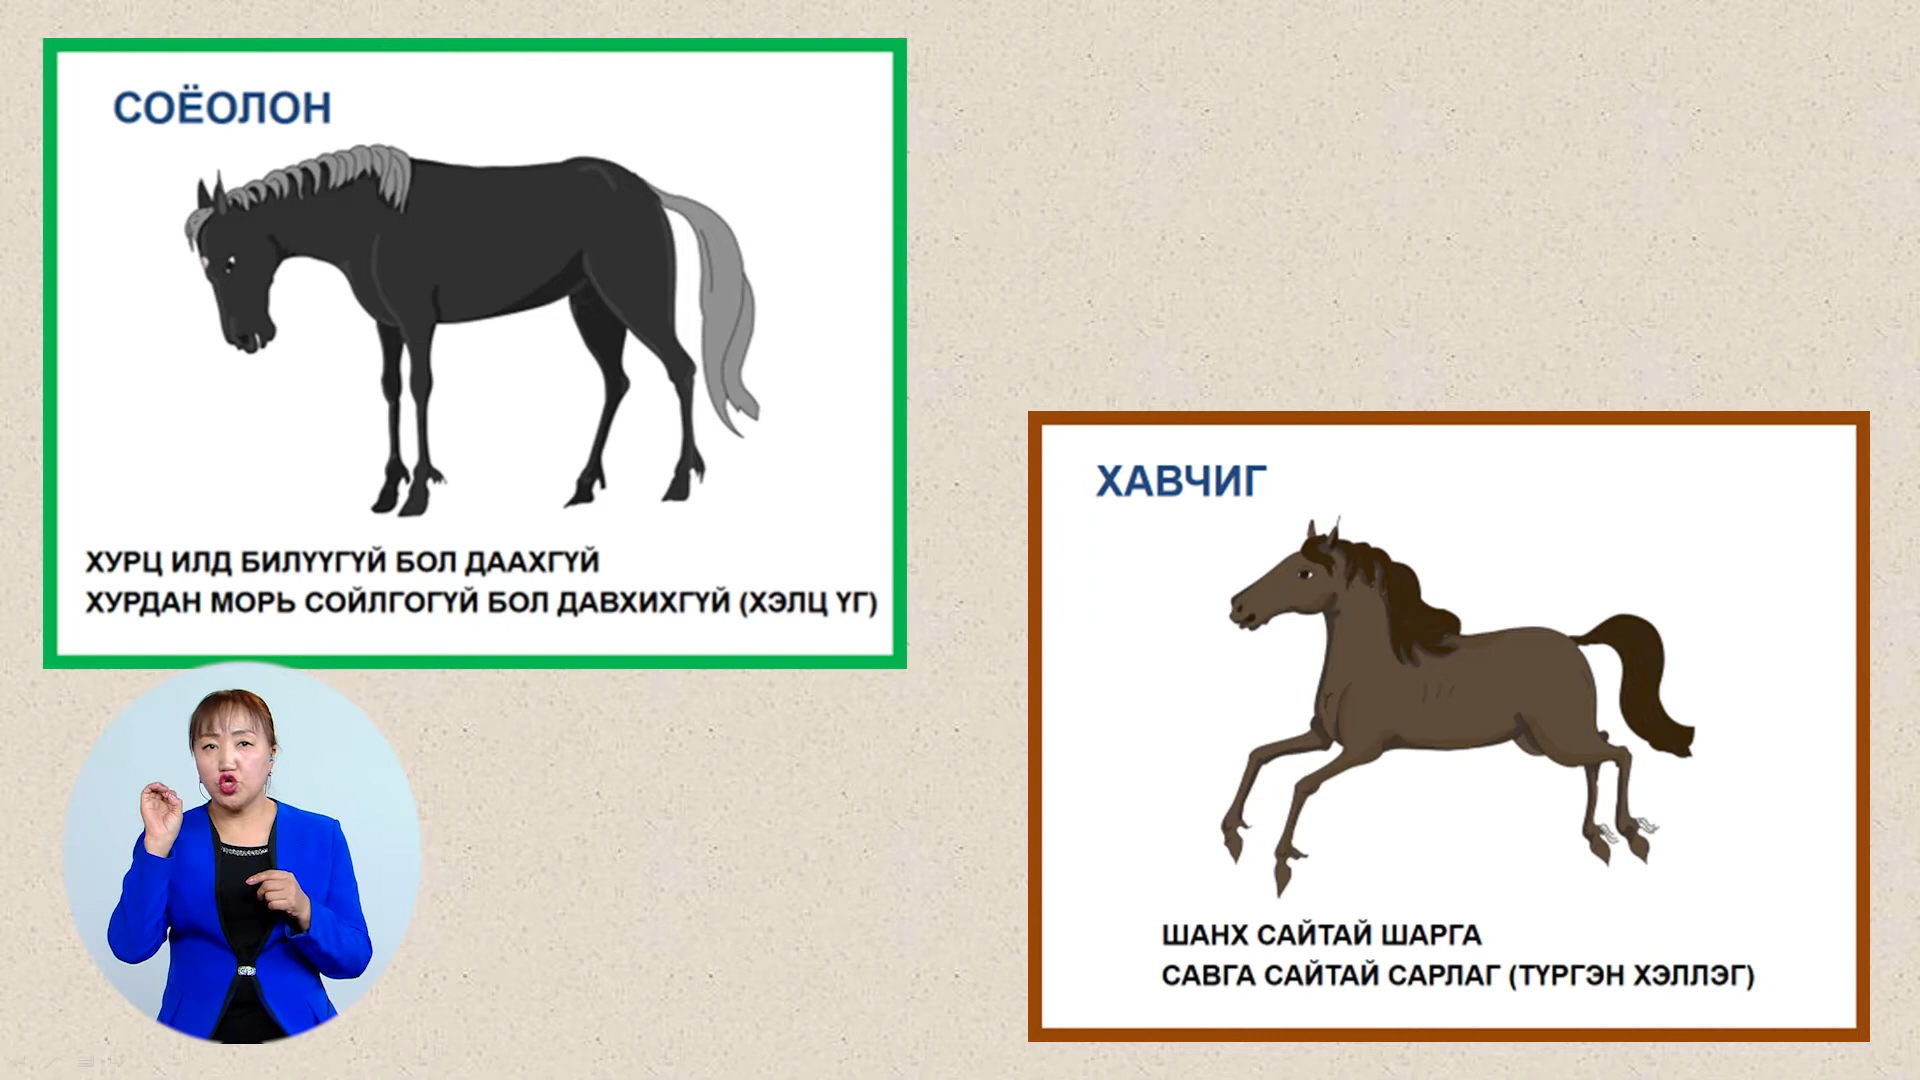 СОЁОЛОН
ХУРЦ ИЛД БИЛҮҮГҮЙ БОЛ ДААХГҮЙ
ХУРДАН МОРЬ СОЙЛГОГҮЙ БОЛ ДАВХИХГҮЙ (ХЭЛЦ ҮГ)
ХАВЧИГ
ШАНХ САЙТАЙ ШАРГА
САВГА САЙТАЙ САРЛАГ (ТҮРГЭН ХЭЛЛЭГ)